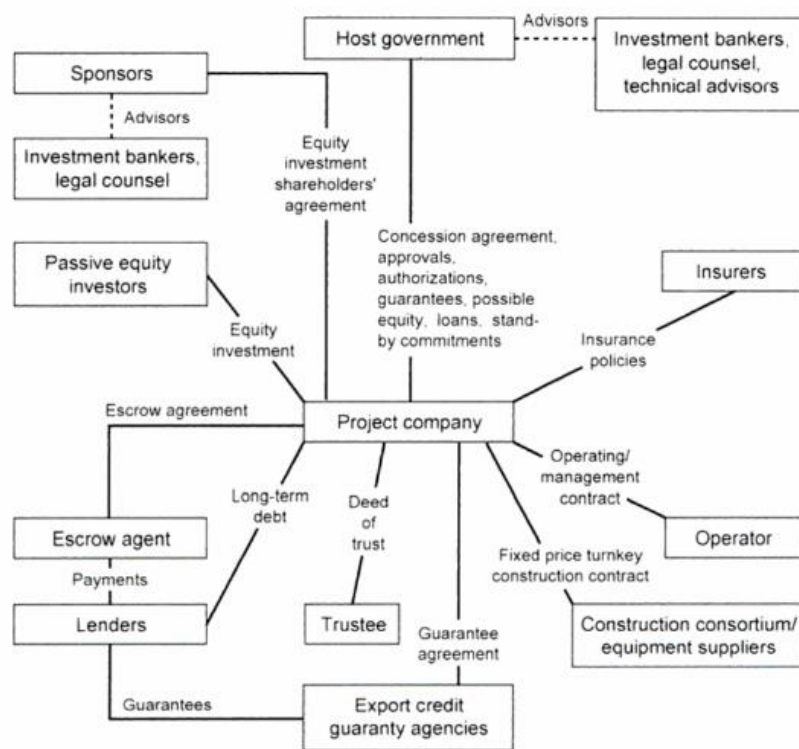 Advisors
Host government
Investment bankers,
legal counsel,
technical advisors
Sponsors
Advisors
Investment bankers,
legal counsel
Equity
investment
shareholders'
agreement
Passive equity
investors
Concession agreement,
approvals,
authorizations,
guarantees, possible
equity, loans, stand-
by commitments
Insurers
Equity
investment
Insurance
policies
Escrow agreement
Project company
Operating/
management
contract
Long-term
debt
Deed
of
trust
Escrow agent
Operator
Payments
Fixed price turnkey
construction contract
Lenders
Trustee
Guarantee
agreement
Construction consortium/
equipment suppliers
Guarantees
Export credit
guaranty agencies